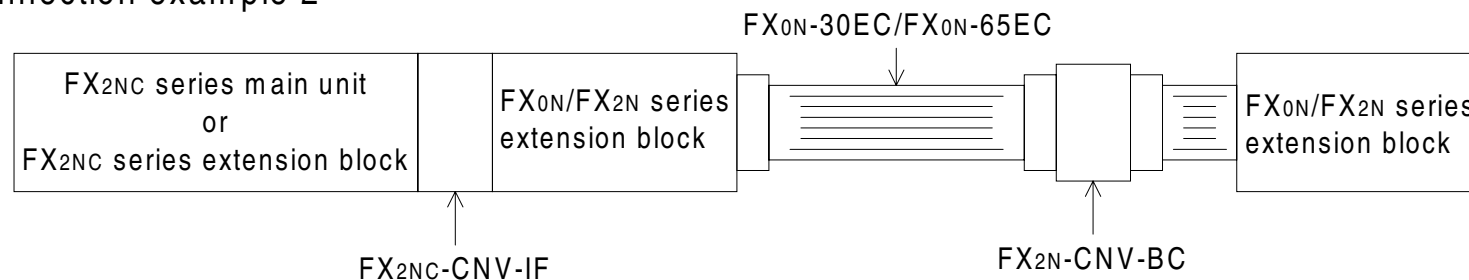 nnection example 2
FX0N-30EC/FX0N-65EC
FX2NC series main unit
or
FX2NC series extension block
FX0N/FX2N series
extension block
FX0N/FX2N series
extension block
FX2NC-CNV-IF
FX2N-CNV-BC